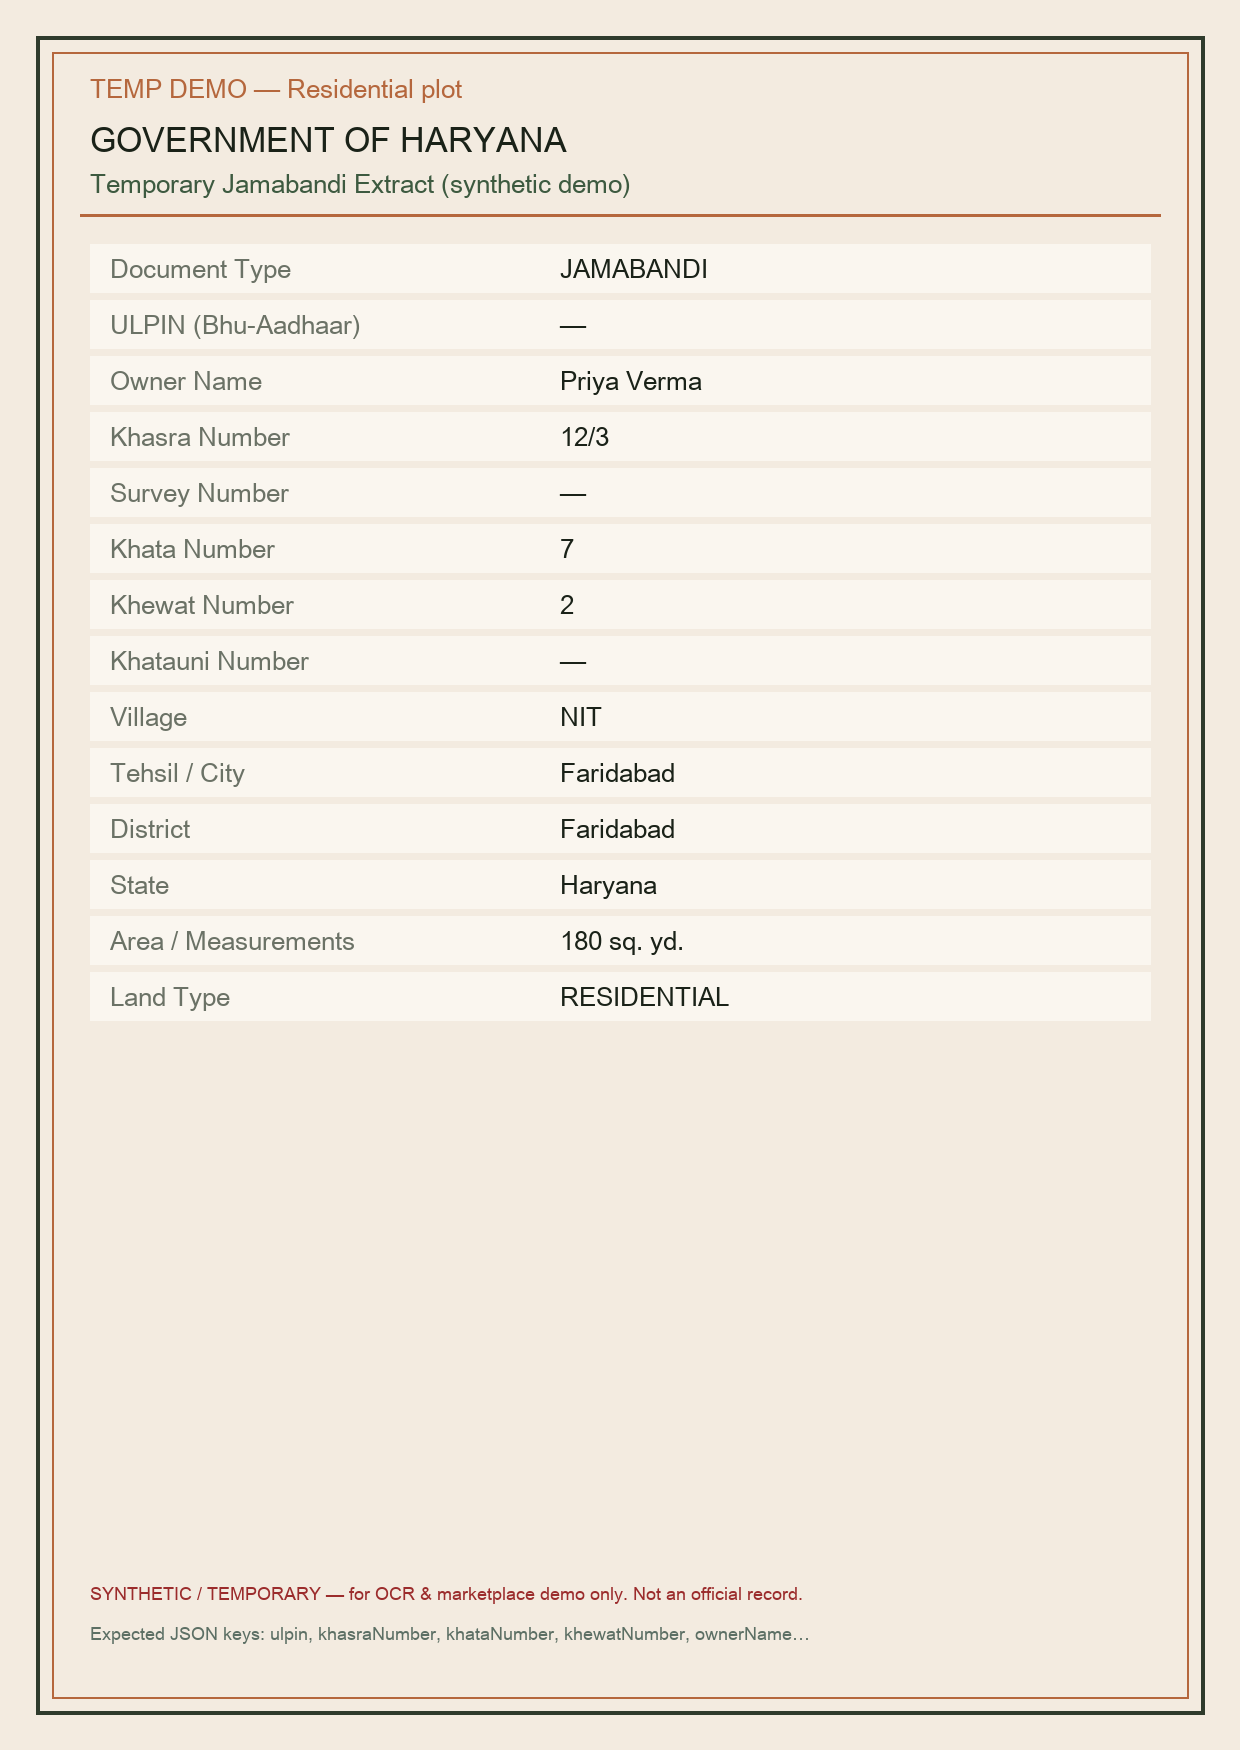 TEMP DEMO — Residential plot
GOVERNMENT OF HARYANA
Temporary Jamabandi Extract (synthetic demo)
Document Type JAMABANDI
ULPIN (Bhu-Aadhaar) —
Owner Name Priya Verma
Khasra Number 12/3
Survey Number —
Khata Number 7
Khewat Number 2
Khatauni Number —
Village NIT
Tehsil / City Faridabad
District Faridabad
State Haryana
Area / Measurements 180 sq. yd.
Land Type RESIDENTIAL
SYNTHETIC / TEMPORARY — for OCR & marketplace demo only. Not an official record.
Expected JSON keys: ulpin, khasraNumber, khataNumber, khewatNumber, ownerName…